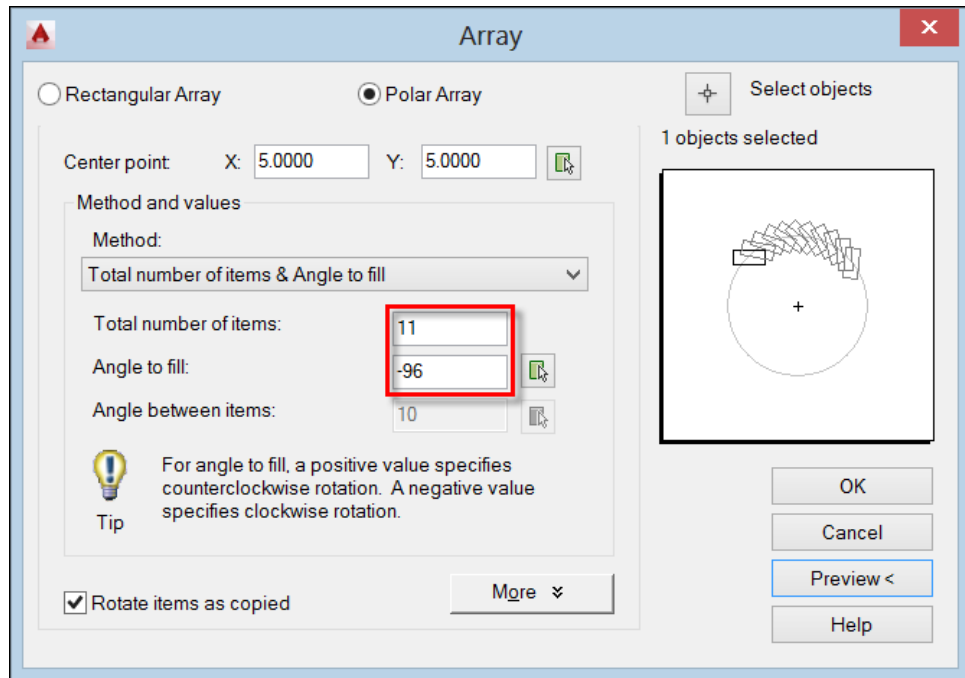 Array
Rectangular Array
Polar Array
Select objects
1 objects selected
Center point:
X: 5.0000
Y: 5.0000
Method and values
Method:
Total number of items & Angle to fill
Total number of items:
11
Angle to fill:
-96
Angle between items:
10
Tip
For angle to fill, a positive value specifies
counterclockwise rotation. A negative value
specifies clockwise rotation.
Rotate items as copied
More
OK
Cancel
Preview <
Help